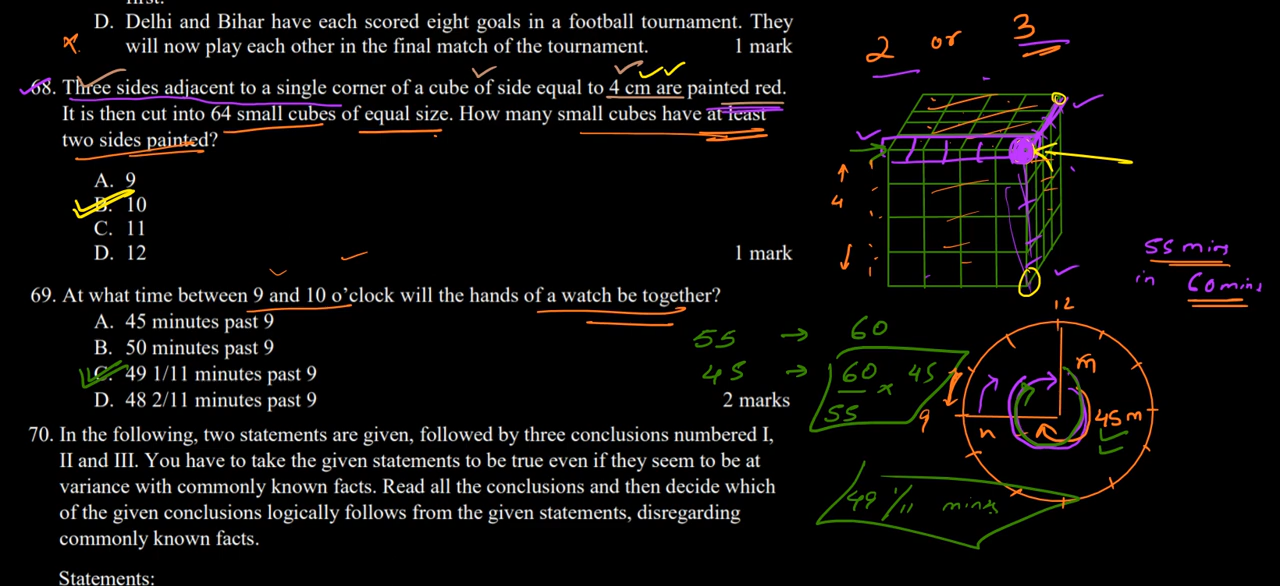 first.
D. Delhi and Bihar have each scored eight goals in a football tournament. They
will now play each other in the final match of the tournament. 1 mark
68. Three sides adjacent to a single corner of a cube of side equal to 4 cm are painted red.
It is then cut into 64 small cubes of equal size. How many small cubes have at least
two sides painted?
A. 9
B. 10
C. 11
D. 12 1 mark
69. At what time between 9 and 10 o'clock will the hands of a watch be together?
A. 45 minutes past 9
B. 50 minutes past 9
C. 49 1/11 minutes past 9
D. 48 2/11 minutes past 9 2 marks
70. In the following, two statements are given, followed by three conclusions numbered I,
II and III. You have to take the given statements to be true even if they seem to be at
variance with commonly known facts. Read all the conclusions and then decide which
of the given conclusions logically follows from the given statements, disregarding
commonly known facts.
Statements:
2 or 3
4
55 mins
in 60 mins
55 → 60
45 → 60 x 45
55
12
m
9
45 m
49 1/11 mins